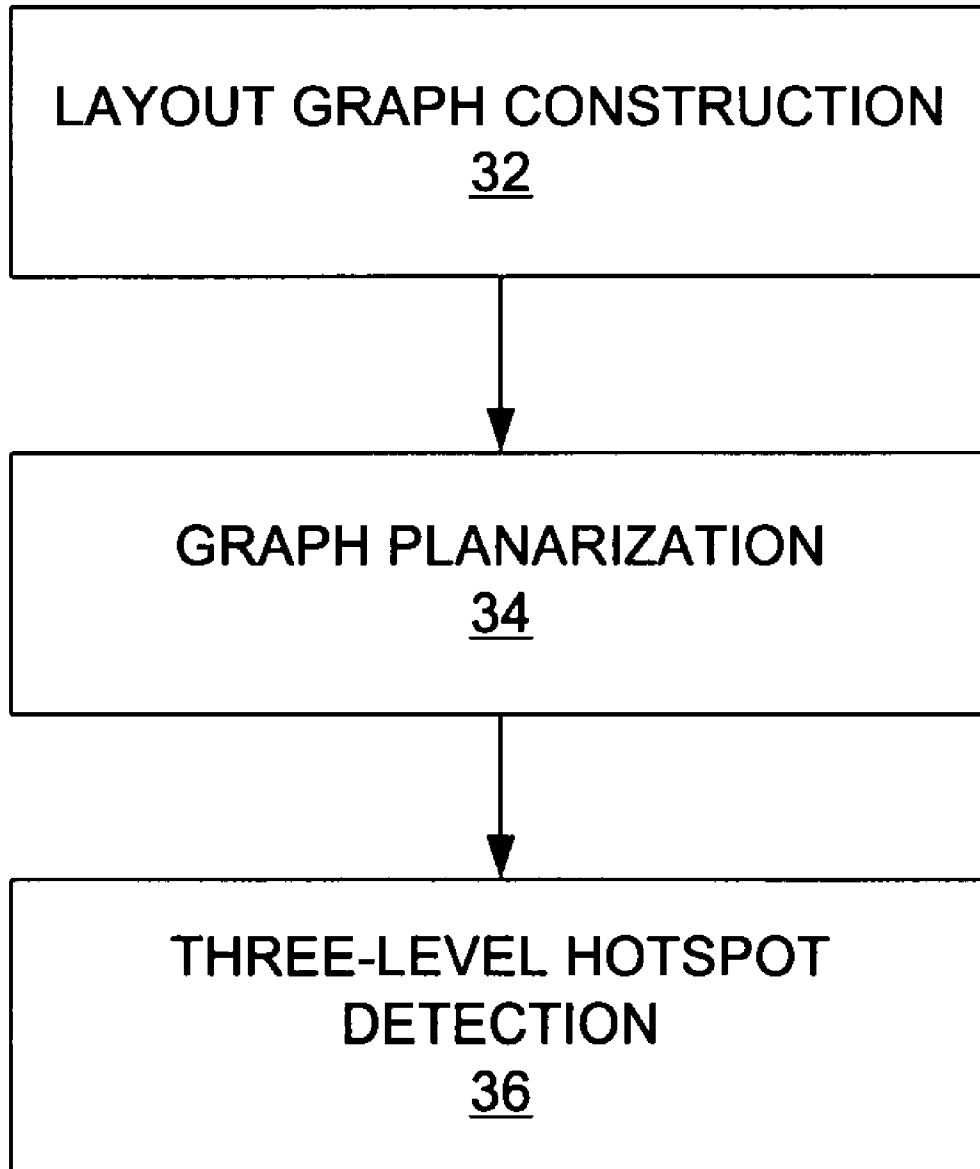 LAYOUT GRAPH CONSTRUCTION
32
GRAPH PLANARIZATION
34
THREE-LEVEL HOTSPOT
DETECTION
36